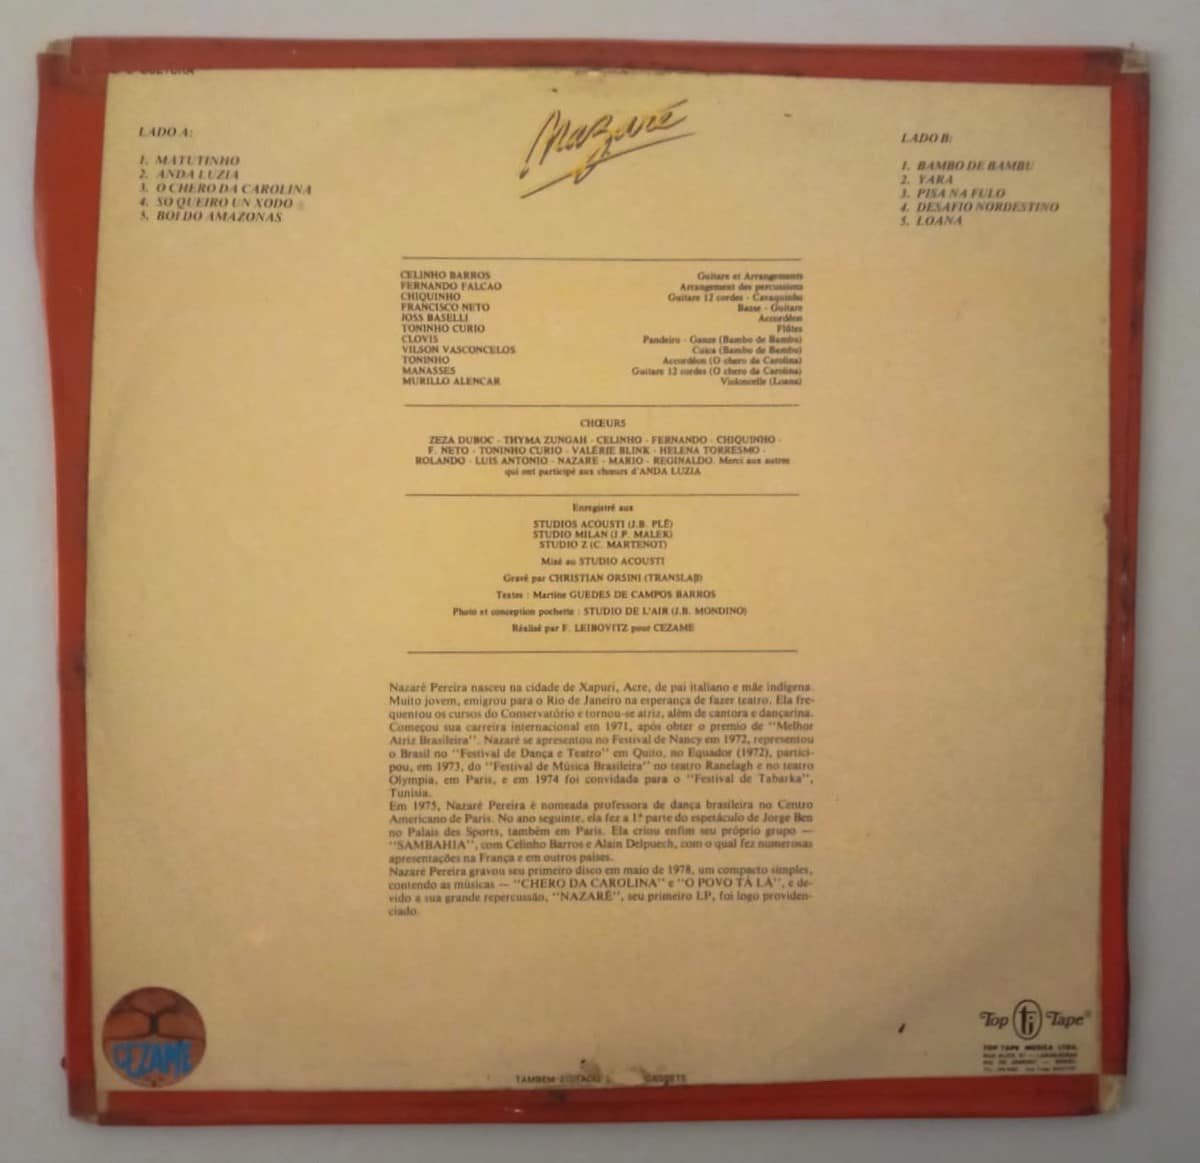 Nazaré
LADO A:
1. MATUTINHO
2. ANDA LUZIA
3. O CHERO DA CAROLINA
4. SO QUEIRO UN XODO
5. BOI DO AMAZONAS
LADO B:
1. BAMBO DE BAMBU
2. YARA
3. PISA NA FULO
4. DESAFIO NORDESTINO
5. LOANA
CELINHO BARROS Guitare et Arrangements
FERNANDO FALCAO Arrangement des percussions
CHIQUINHO Guitare 12 cordes - Cavaquinho
FRANCISCO NETO Basse - Guitare
JOSS BASELLI Accordéon
TONINHO CURIO Flûtes
CLOVIS Pandeiro - Ganze (Bambo de Bambu)
VILSON VASCONCELOS Cuica (Bambo de Bambu)
TONINHO Accordéon (O chero da Carolina)
MANASSES Guitare 12 cordes (O chero da Carolina)
MURILLO ALENCAR Violoncelle (Loana)
CHŒURS
ZEZA DUBOC - THYMA ZUNGAH - CELINHO - FERNANDO - CHIQUINHO -
F. NETO - TONINHO CURIO - VALÉRIE BLINK - HELENA TORRESMO -
ROLANDO - LUIS ANTONIO - NAZARE - MARIO - REGINALDO. Merci aux autres
qui ont participé aux chœurs d'ANDA LUZIA
Enregistré aux
STUDIOS ACOUSTI (J.B. PLÉ)
STUDIO MILAN (J.P. MALEK)
STUDIO Z (C. MARTENOT)
Mixé au STUDIO ACOUSTI
Gravé par CHRISTIAN ORSINI (TRANSLAB)
Textes : Martine GUEDES DE CAMPOS BARROS
Photo et conception pochette : STUDIO DE L'AIR (J.B. MONDINO)
Réalisé par F. LEIBOVITZ pour CEZAME
Nazaré Pereira nasceu na cidade de Xapuri, Acre, de pai italiano e mãe indígena.
Muito jovem, emigrou para o Rio de Janeiro na esperança de fazer teatro. Ela fre-
quentou os cursos do Conservatório e tornou-se atriz, além de cantora e dançarina.
Começou sua carreira internacional em 1971, após obter o premio de "Melhor
Atriz Brasileira". Nazaré se apresentou no Festival de Nancy em 1972, representou
o Brasil no "Festival de Dança e Teatro" em Quito, no Equador (1972), partici-
pou, em 1973, do "Festival de Música Brasileira" no teatro Ranelagh e no teatro
Olympia, em Paris, e em 1974 foi convidada para o "Festival de Tabarka",
Tunísia.
Em 1975, Nazaré Pereira é nomeada professora de dança brasileira no Centro
Americano de Paris. No ano seguinte, ela fez a 1ª parte do espetáculo de Jorge Ben
no Palais des Sports, também em Paris. Ela criou enfim seu próprio grupo —
"SAMBAHIA", com Celinho Barros e Alain Delpuech, com o qual fez numerosas
apresentações na França e em outros países.
Nazaré Pereira gravou seu primeiro disco em maio de 1978, um compacto simples,
contendo as músicas — "CHERO DA CAROLINA" e "O POVO TÁ LÁ", e de-
vido a sua grande repercussão, "NAZARÉ", seu primeiro LP, foi logo providen-
ciado.
CEZAME
Top tt Tape
TOP TAPE MÚSICA LTDA.
TAMBÉM EDITADO CASSETE